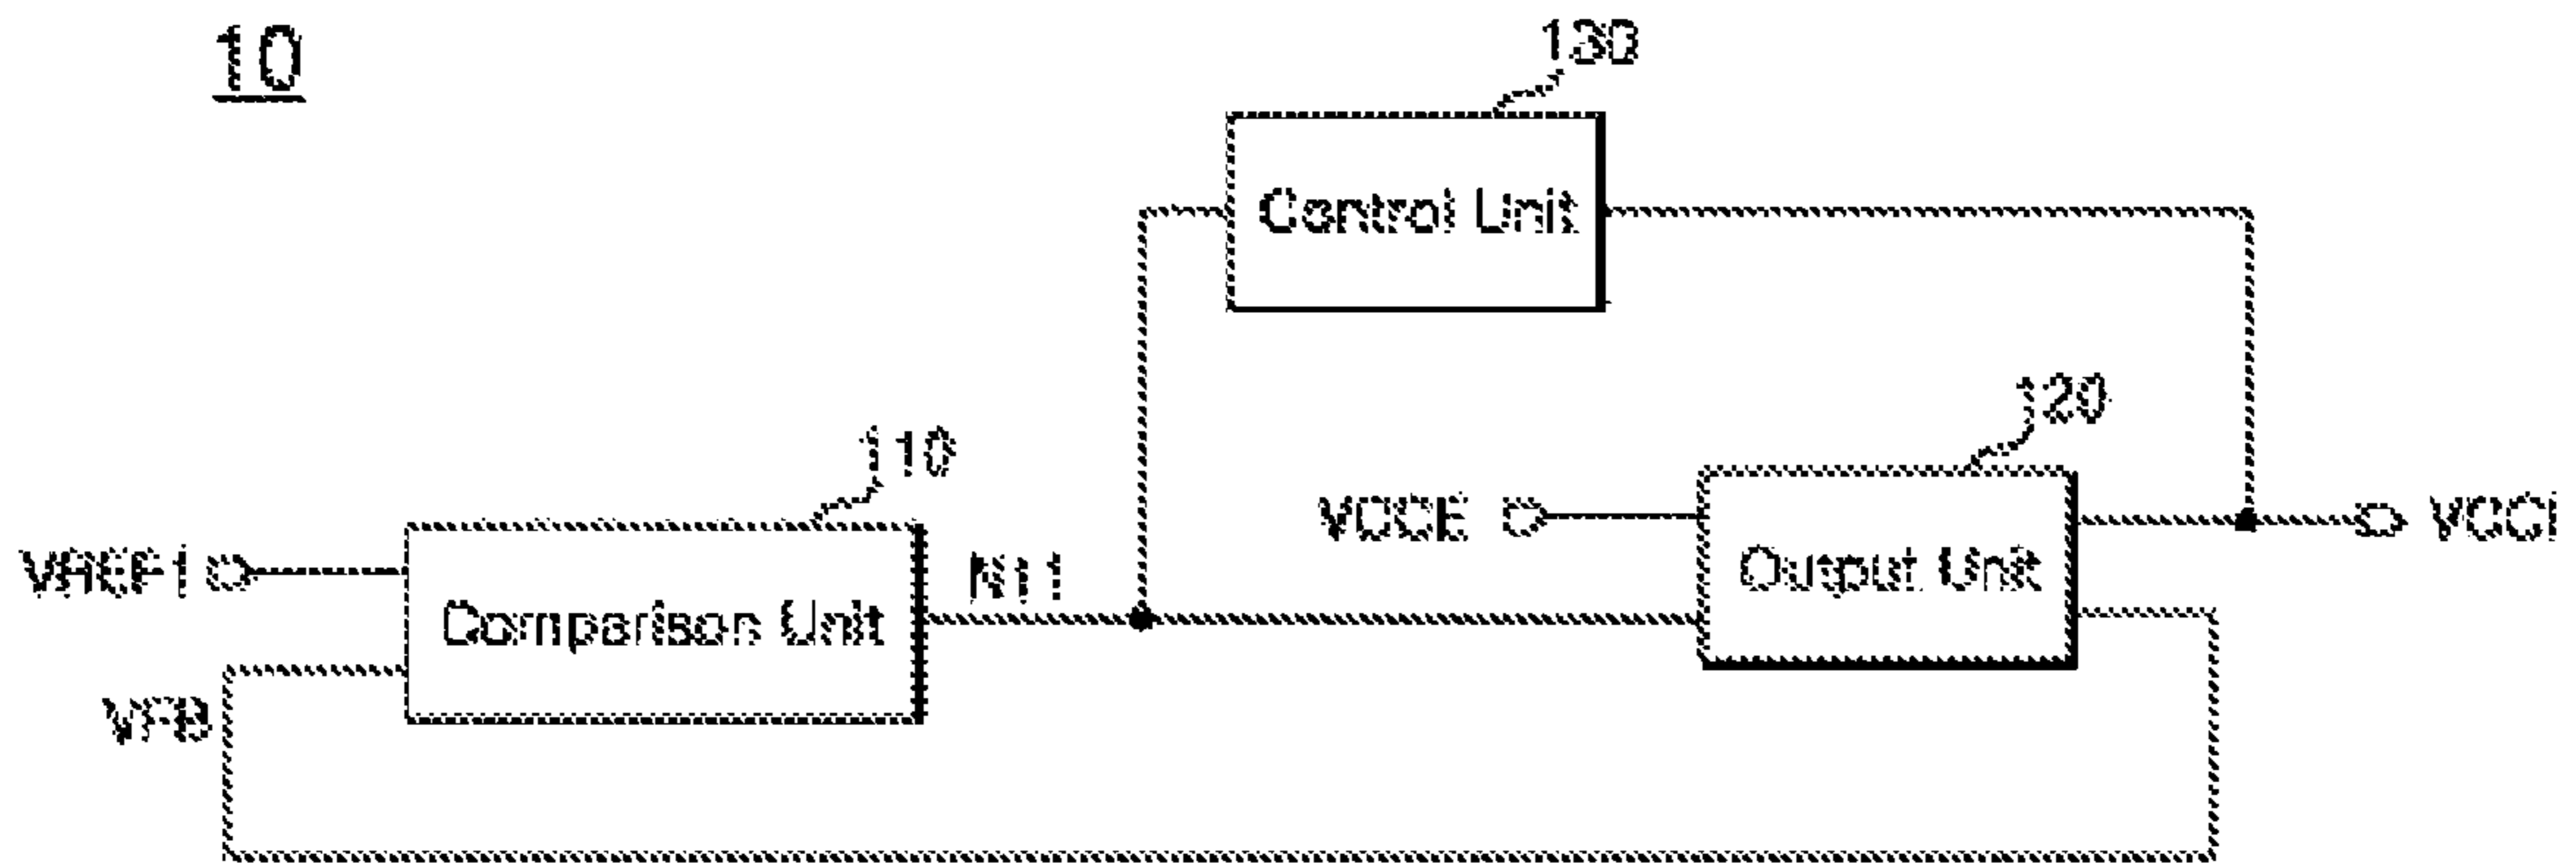 10
130
Control Unit
120
110
VCCE
VCCI
VREF1
N11
Output Unit
Comparison Unit
VFB